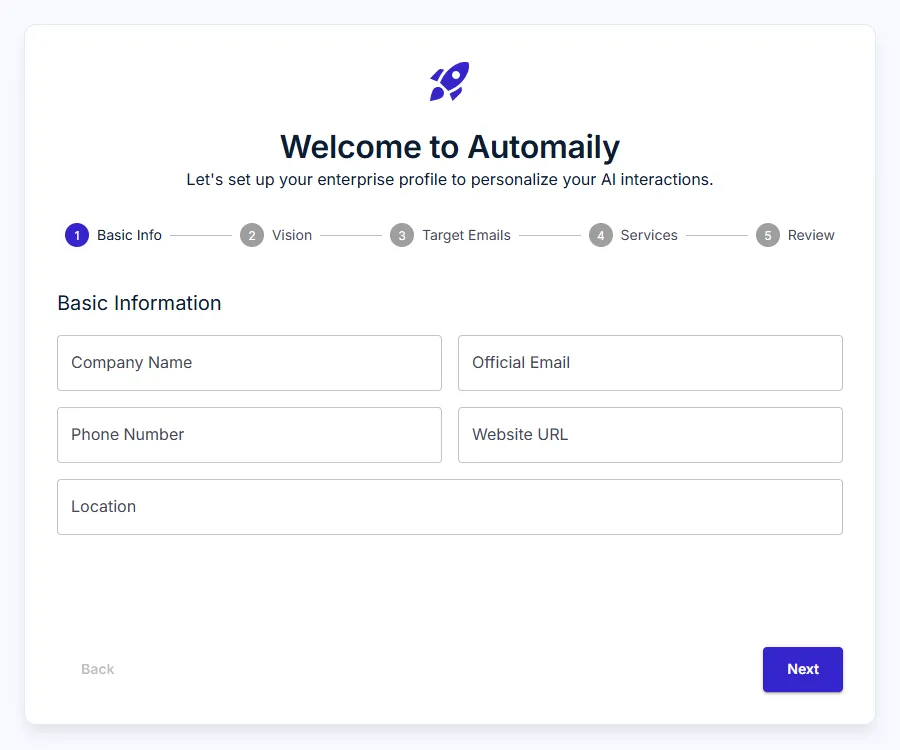 Welcome to Automaily
Let's set up your enterprise profile to personalize your AI interactions.
1 Basic Info 2 Vision 3 Target Emails 4 Services 5 Review
Basic Information
Company Name Official Email
Phone Number Website URL
Location
Back Next